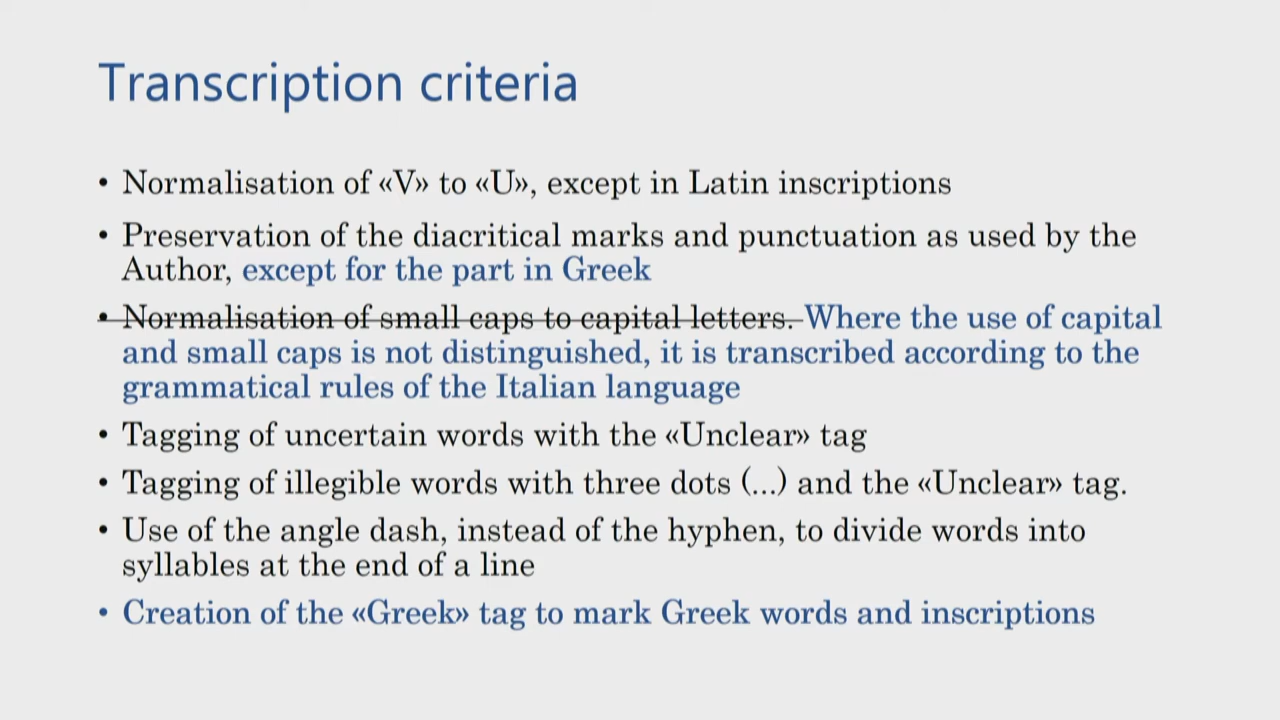 Transcription criteria
• Normalisation of «V» to «U», except in Latin inscriptions
• Preservation of the diacritical marks and punctuation as used by the
Author, except for the part in Greek
• Normalisation of small caps to capital letters. Where the use of capital
and small caps is not distinguished, it is transcribed according to the
grammatical rules of the Italian language
• Tagging of uncertain words with the «Unclear» tag
• Tagging of illegible words with three dots (...) and the «Unclear» tag.
• Use of the angle dash, instead of the hyphen, to divide words into
syllables at the end of a line
• Creation of the «Greek» tag to mark Greek words and inscriptions